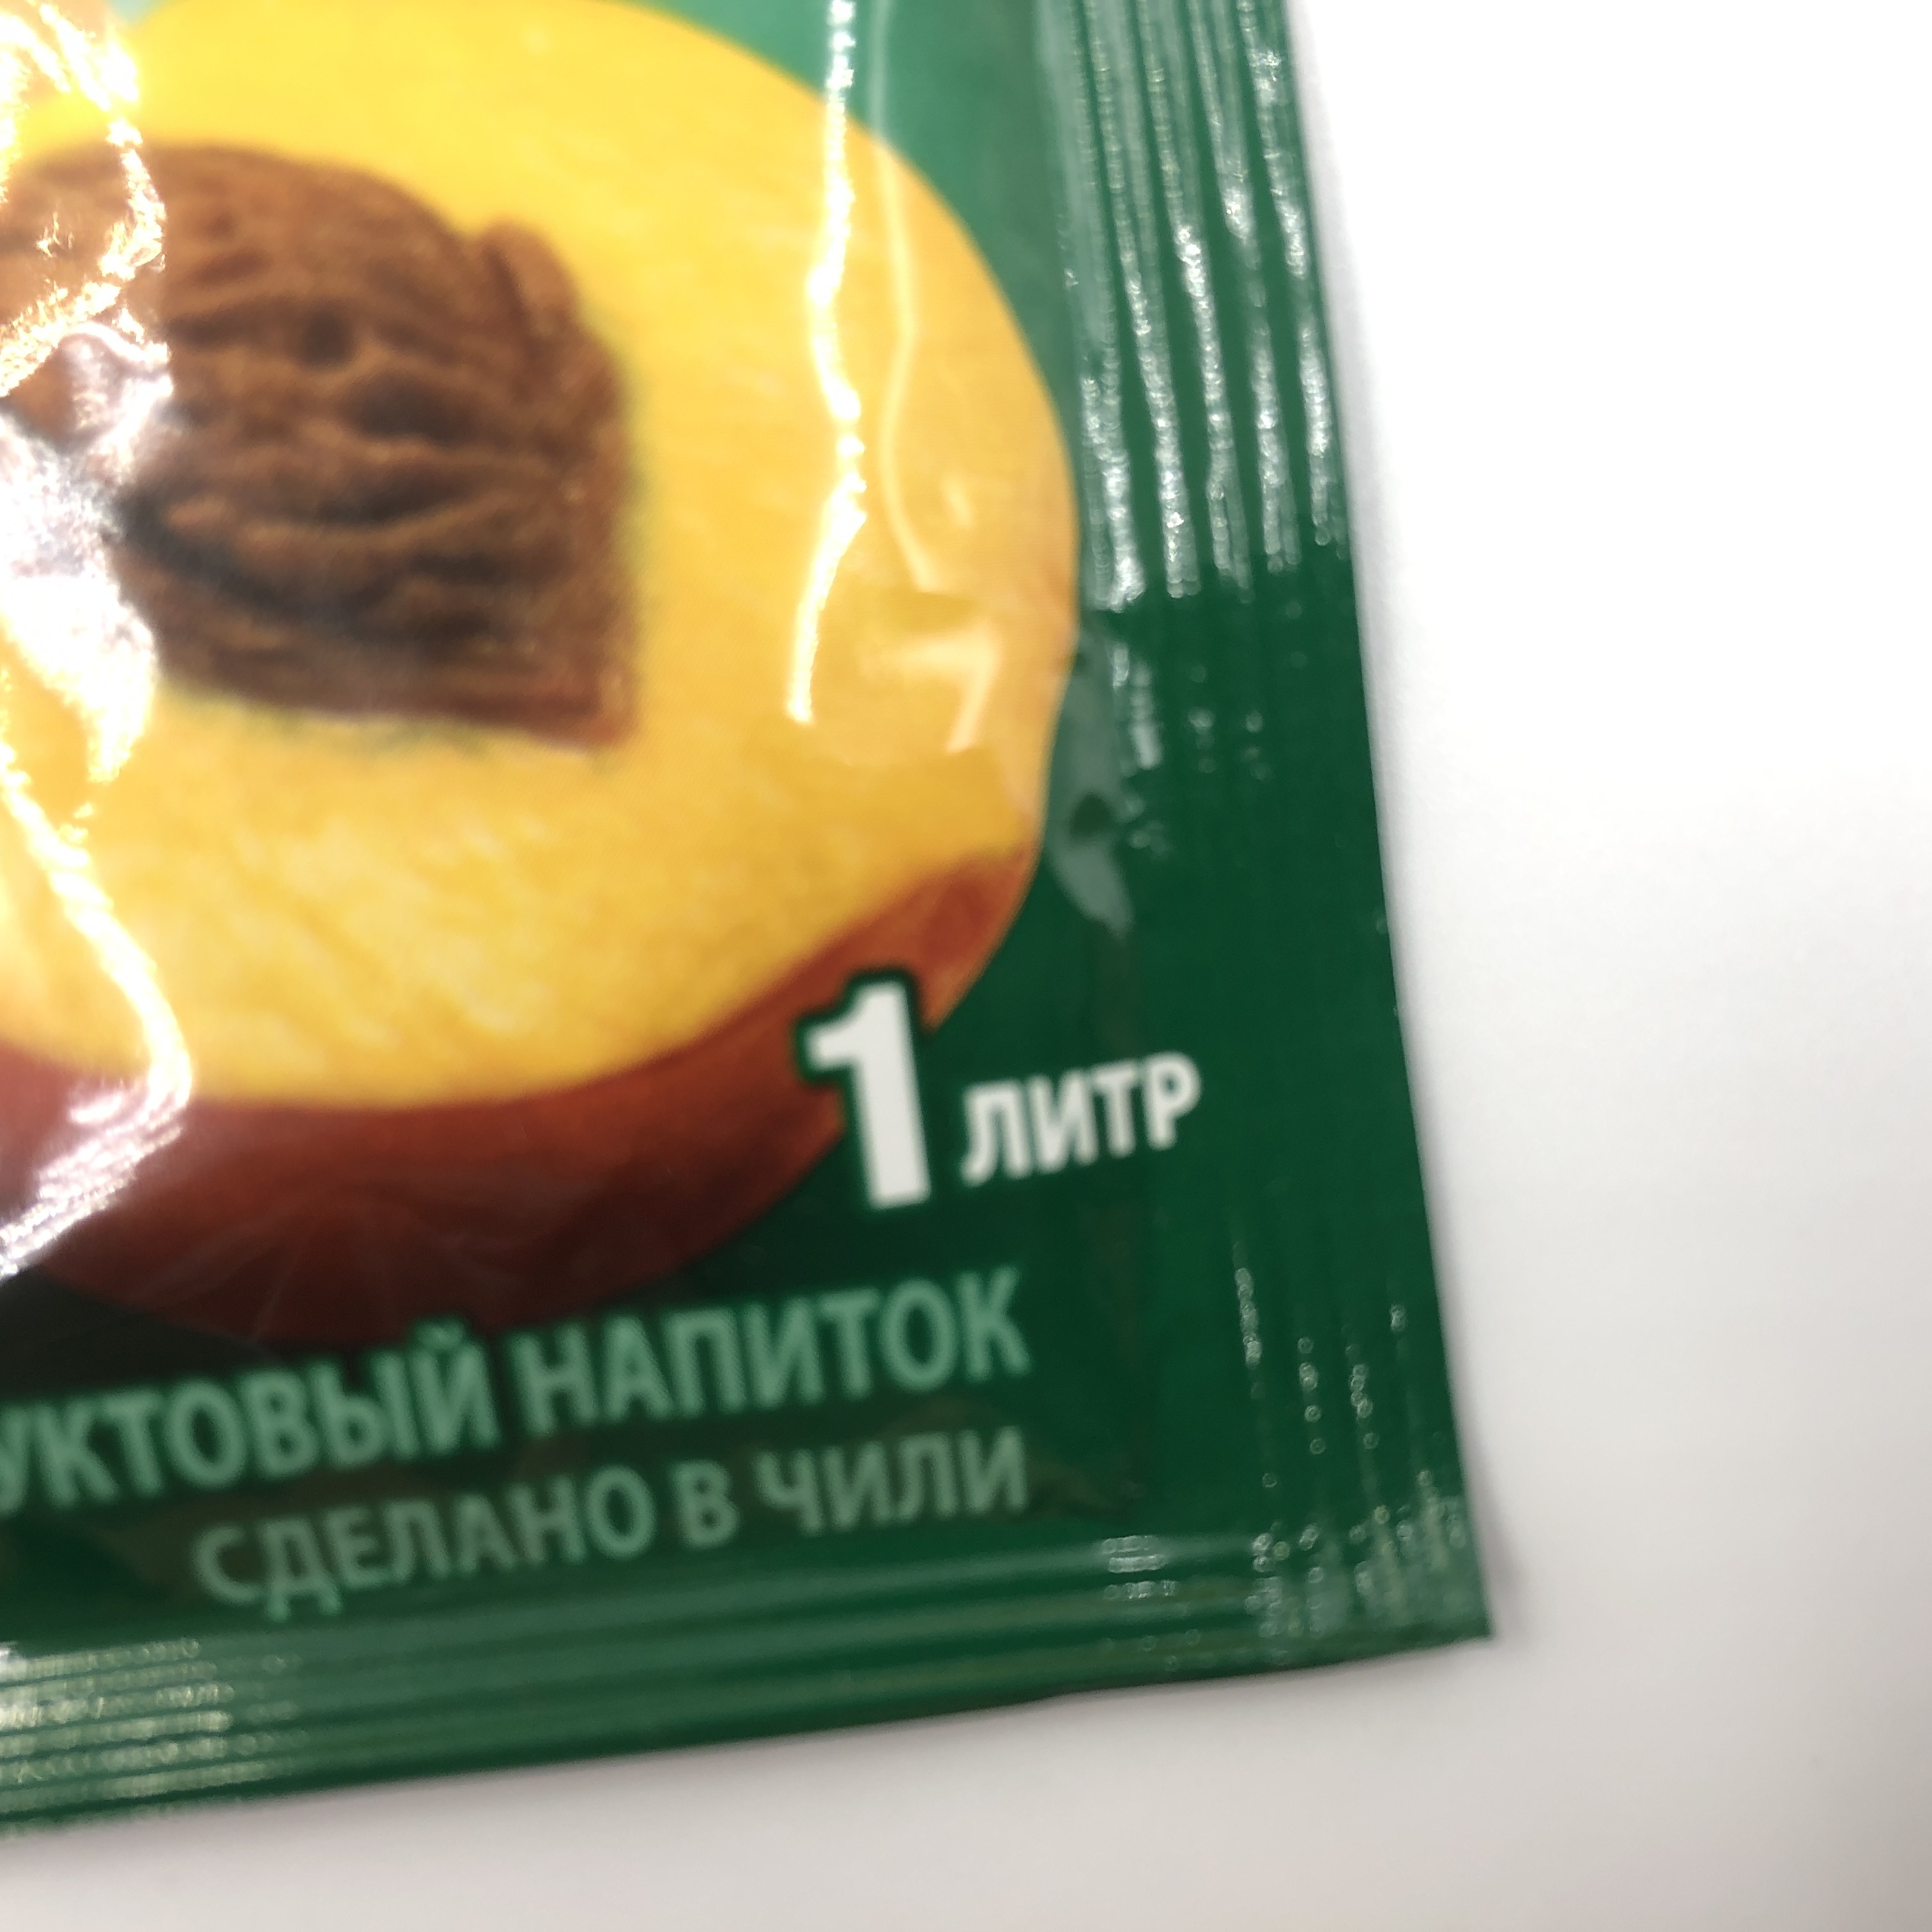 1 ЛИТР
УКТОВЫЙ НАПИТОК
СДЕЛАНО В ЧИЛИ